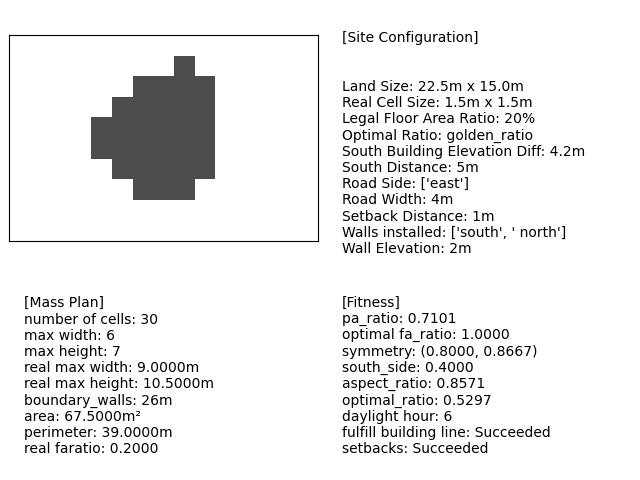 [Site Configuration]
Land Size: 22.5m x 15.0m
Real Cell Size: 1.5m x 1.5m
Legal Floor Area Ratio: 20%
Optimal Ratio: golden_ratio
South Building Elevation Diff: 4.2m
South Distance: 5m
Road Side: ['east']
Road Width: 4m
Setback Distance: 1m
Walls installed: ['south', ' north']
Wall Elevation: 2m
[Mass Plan]
number of cells: 30
max width: 6
max height: 7
real max width: 9.0000m
real max height: 10.5000m
boundary_walls: 26m
area: 67.5000m²
perimeter: 39.0000m
real faratio: 0.2000
[Fitness]
pa_ratio: 0.7101
optimal fa_ratio: 1.0000
symmetry: (0.8000, 0.8667)
south_side: 0.4000
aspect_ratio: 0.8571
optimal_ratio: 0.5297
daylight hour: 6
fulfill building line: Succeeded
setbacks: Succeeded